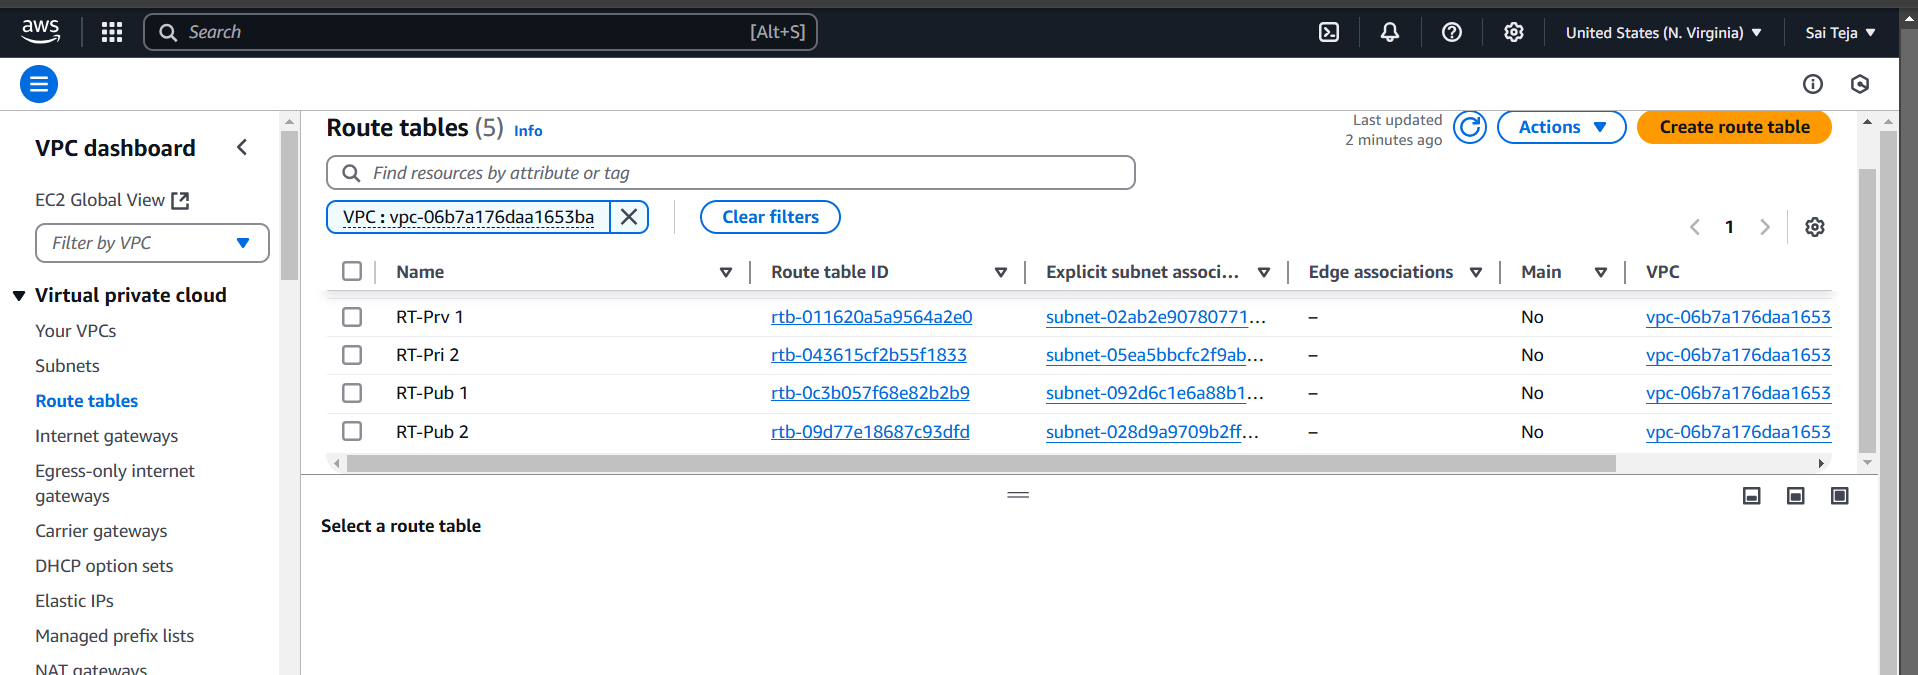 aws
Search [Alt+S]
United States (N. Virginia)
Sai Teja
VPC dashboard
EC2 Global View
Filter by VPC
Virtual private cloud
Your VPCs
Subnets
Route tables
Internet gateways
Egress-only internet
gateways
Carrier gateways
DHCP option sets
Elastic IPs
Managed prefix lists
NAT gateways
Route tables (5) Info
Last updated
2 minutes ago
Actions
Create route table
Find resources by attribute or tag
VPC : vpc-06b7a176daa1653ba
Clear filters
1
Name Route table ID Explicit subnet associ... Edge associations Main VPC
RT-Prv 1 rtb-011620a5a9564a2e0 subnet-02ab2e90780771... – No vpc-06b7a176daa1653
RT-Pri 2 rtb-043615cf2b55f1833 subnet-05ea5bbcfc2f9ab... – No vpc-06b7a176daa1653
RT-Pub 1 rtb-0c3b057f68e82b2b9 subnet-092d6c1e6a88b1... – No vpc-06b7a176daa1653
RT-Pub 2 rtb-09d77e18687c93dfd subnet-028d9a9709b2ff... – No vpc-06b7a176daa1653
Select a route table